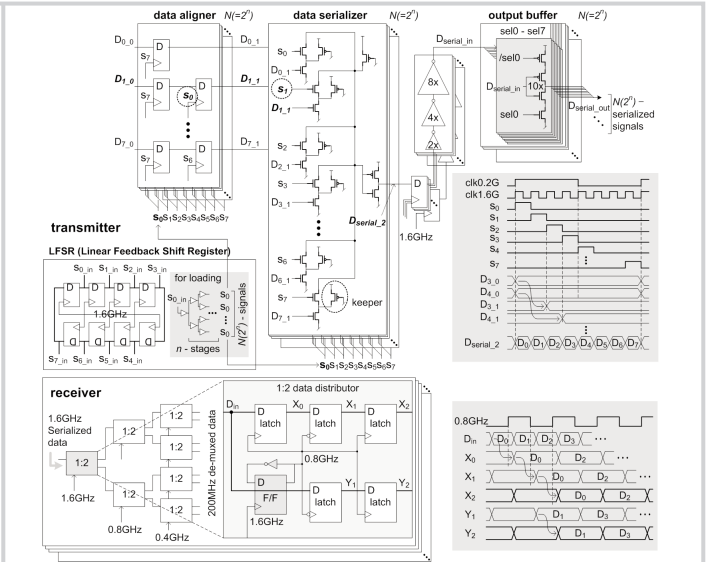 data aligner
N(=2ⁿ)
data serializer
N(=2ⁿ)
output buffer
N(=2ⁿ)
D0_0
D0_1
D
S7
D1_0
D1_1
D
S7
S0
D
D7_0
D7_1
D
S7
S6
D
S0S1S2S3S4S5S6S7
S0
D0_1
S1
D1_1
S2
D2_1
S3
D3_1
S6
D6_1
S7
D7_1
keeper
S0S1S2S3S4S5S6S7
Dserial_2
D
1.6GHz
2x
4x
8x
Dserial_in
sel0 - sel7
/sel0
Dserial_in
10x
sel0
Dserial_out
N(2ⁿ) –
serialized
signals
transmitter
LFSR (Linear Feedback Shift Register)
S0_in S1_in S2_in S3_in
D D D D
1.6GHz
D D D D
S7_in S6_in S5_in S4_in
for loading
S0_in
S0
S0
S0
n - stages
N(2ⁿ) - signals
clk0.2G
clk1.6G
S0
S1
S2
S3
S4
S7
D3_0
D4_0
D3_1
D4_1
Dserial_2
D0 D1 D2 D3 D4 D5 D6 D7
receiver
1.6GHz
Serialized
data
1:2
1.6GHz
1:2
1:2
0.8GHz
1:2
1:2
1:2
1:2
0.4GHz
200MHz de-muxed data
1:2 data distributor
Din
X0
X1
X2
D
latch
D
latch
D
latch
0.8GHz
D
F/F
1.6GHz
Y1
Y2
D
latch
D
latch
0.8GHz
Din
D0 D1 D2 D3
X0
D0 D2
X1
D0 D2
X2
D0 D2
Y1
D1 D3
Y2
D1 D3